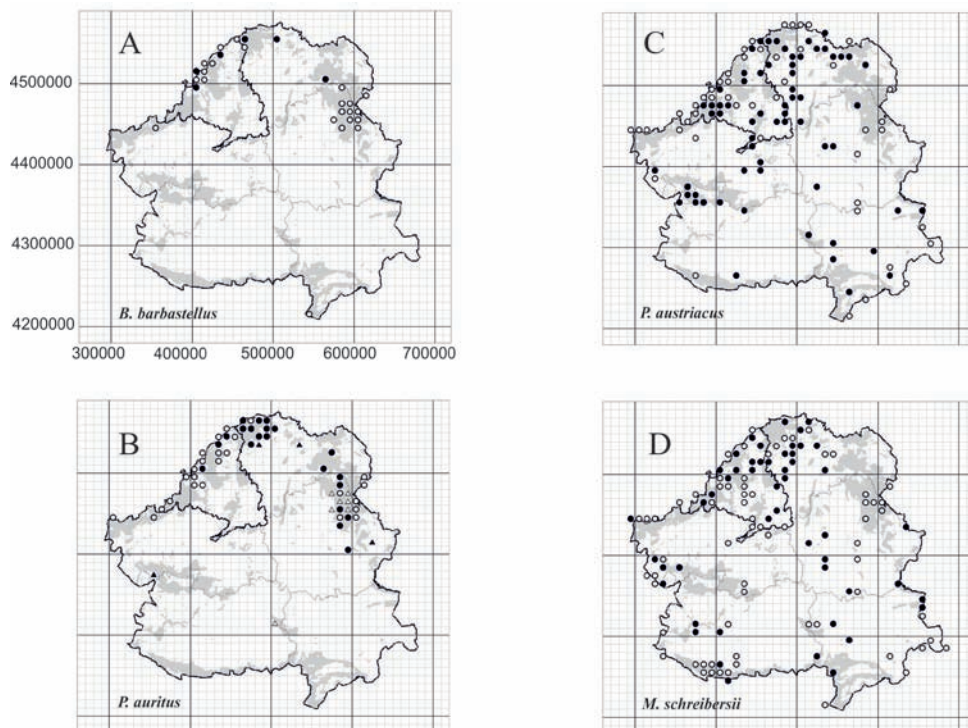 A
C
4500000
4400000
4300000
4200000
B. barbastellus
P. austriacus
300000 400000 500000 600000 700000
B
D
P. auritus
M. schreibersii